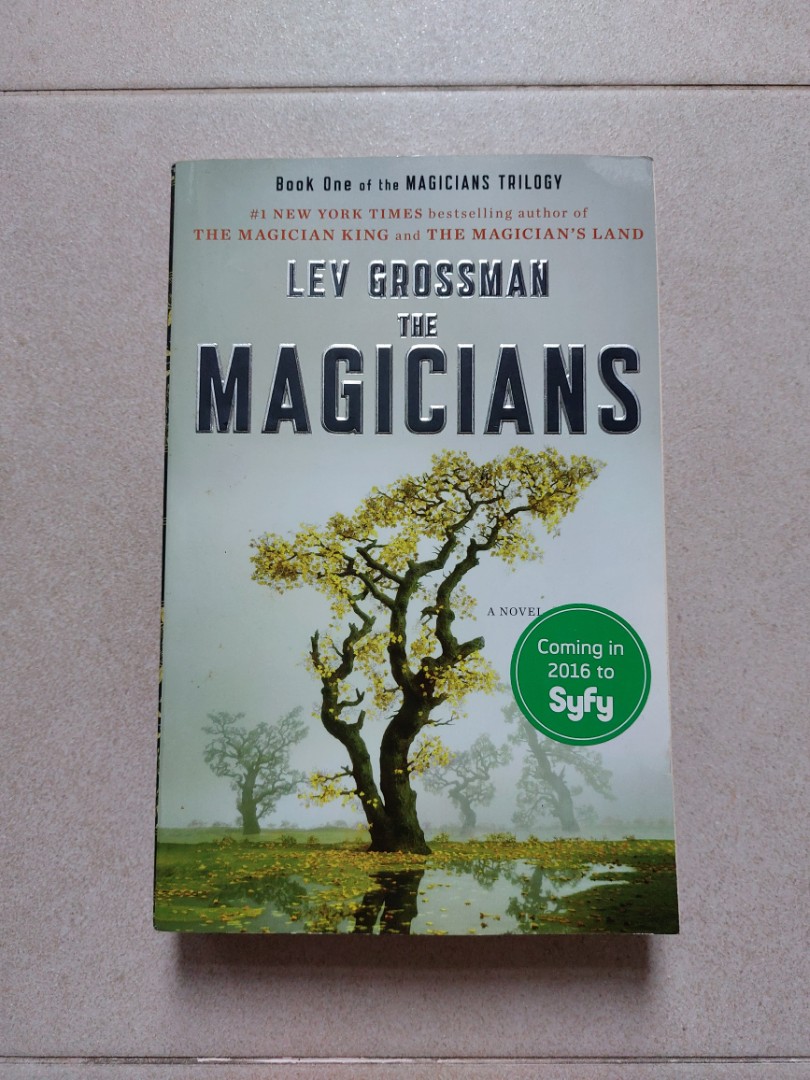 Book One of the MAGICIANS TRILOGY
#1 NEW YORK TIMES bestselling author of
THE MAGICIAN KING and THE MAGICIAN'S LAND
LEV GROSSMAN
THE
MAGICIANS
A NOVEL
Coming in
2016 to
Syfy